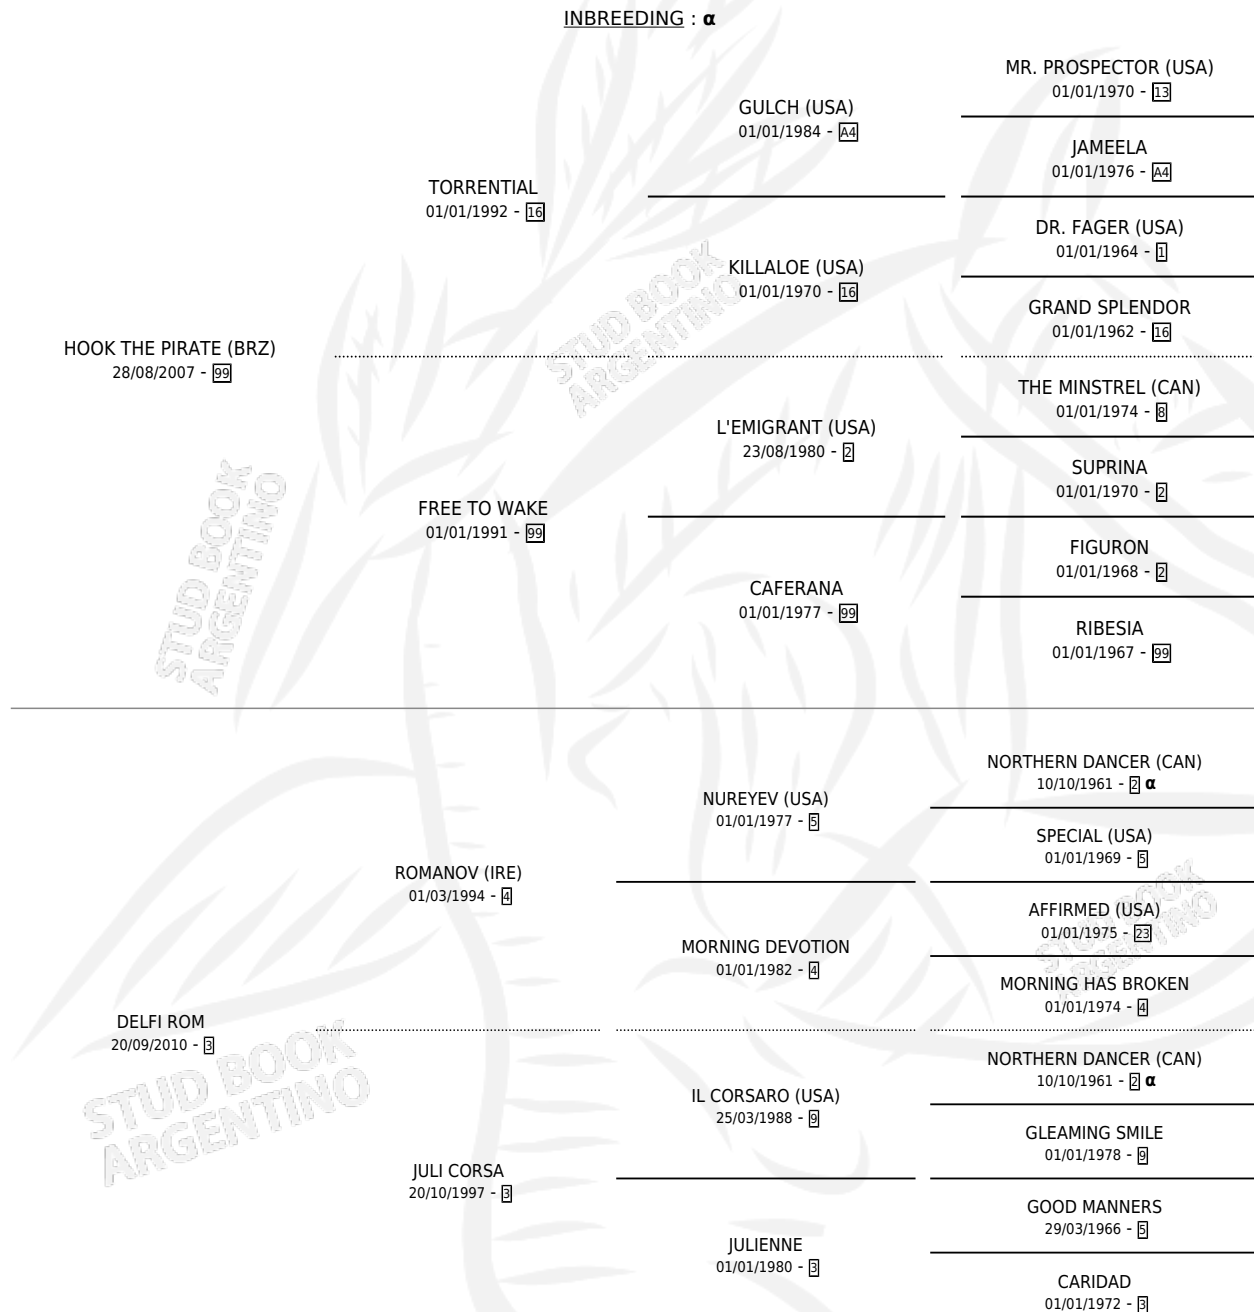 INBREEDING : α
MR. PROSPECTOR (USA)
01/01/1970 - 13
GULCH (USA)
01/01/1984 - A4
JAMEELA
01/01/1976 - A4
TORRENTIAL
01/01/1992 - 16
DR. FAGER (USA)
01/01/1964 - 1
KILLALOE (USA)
01/01/1970 - 16
GRAND SPLENDOR
01/01/1962 - 16
HOOK THE PIRATE (BRZ)
28/08/2007 - 99
THE MINSTREL (CAN)
01/01/1974 - 8
L'EMIGRANT (USA)
23/08/1980 - 2
SUPRINA
01/01/1970 - 2
FREE TO WAKE
01/01/1991 - 99
FIGURON
01/01/1968 - 2
CAFERANA
01/01/1977 - 99
RIBESIA
01/01/1967 - 99
NORTHERN DANCER (CAN)
10/10/1961 - 2 α
NUREYEV (USA)
01/01/1977 - 5
SPECIAL (USA)
01/01/1969 - 5
ROMANOV (IRE)
01/03/1994 - 4
AFFIRMED (USA)
01/01/1975 - 23
MORNING DEVOTION
01/01/1982 - 4
MORNING HAS BROKEN
01/01/1974 - 4
DELFI ROM
20/09/2010 - 3
NORTHERN DANCER (CAN)
10/10/1961 - 2 α
IL CORSARO (USA)
25/03/1988 - 9
GLEAMING SMILE
01/01/1978 - 9
JULI CORSA
20/10/1997 - 3
GOOD MANNERS
29/03/1966 - 5
JULIENNE
01/01/1980 - 3
CARIDAD
01/01/1972 - 3
STUD BOOK
ARGENTINO
STUD BOOK
ARGENTINO
STUD BOOK
ARGENTINO
STUD BOOK
ARGENTINO